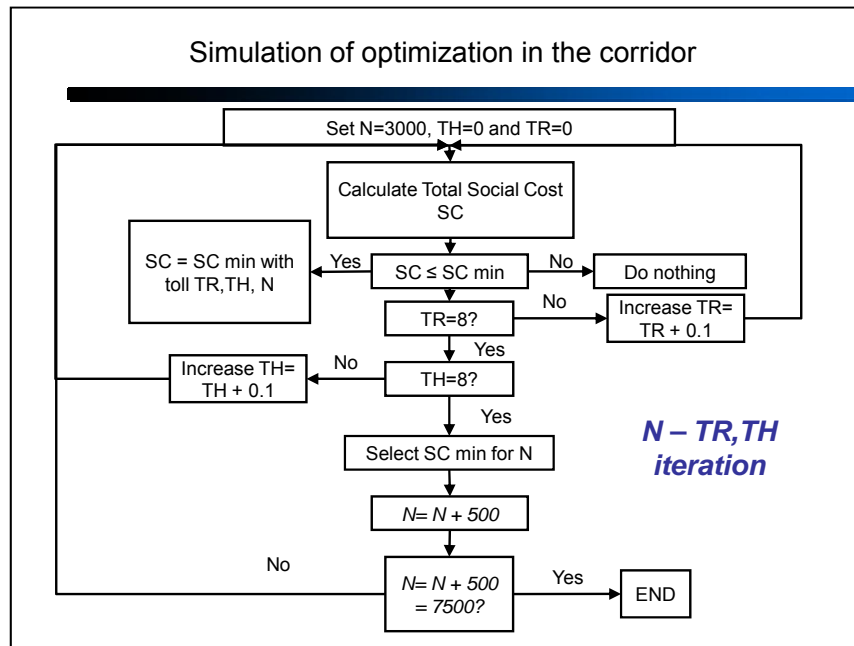 Simulation of optimization in the corridor
Set N=3000, TH=0 and TR=0
Calculate Total Social Cost
SC
SC = SC min with
toll TR,TH, N
Yes
SC ≤ SC min
No
Do nothing
TR=8?
No
Increase TR=
TR + 0.1
Yes
Increase TH=
TH + 0.1
No
TH=8?
Yes
N – TR,TH
iteration
Select SC min for N
N= N + 500
No
N= N + 500
= 7500?
Yes
END